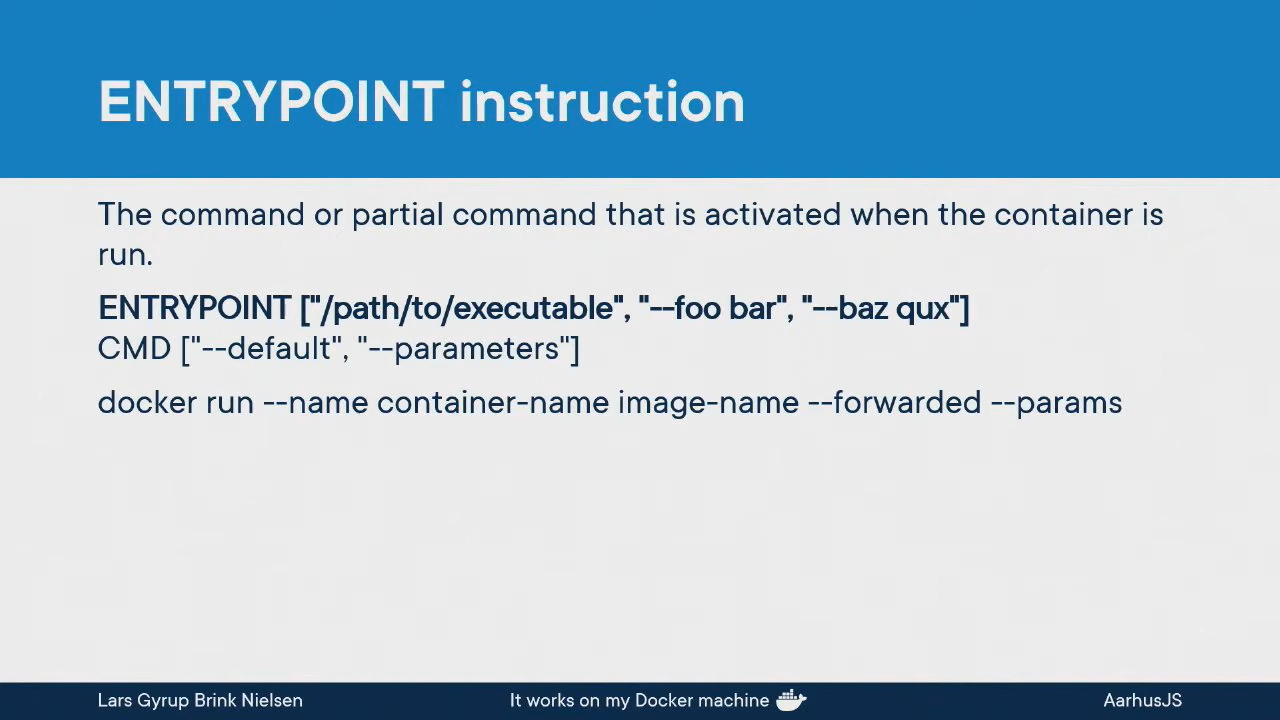 ENTRYPOINT instruction
The command or partial command that is activated when the container is
run.
ENTRYPOINT ["/path/to/executable", "--foo bar", "--baz qux"]
CMD ["--default", "--parameters"]
docker run --name container-name image-name --forwarded --params
Lars Gyrup Brink Nielsen
It works on my Docker machine
AarhusJS